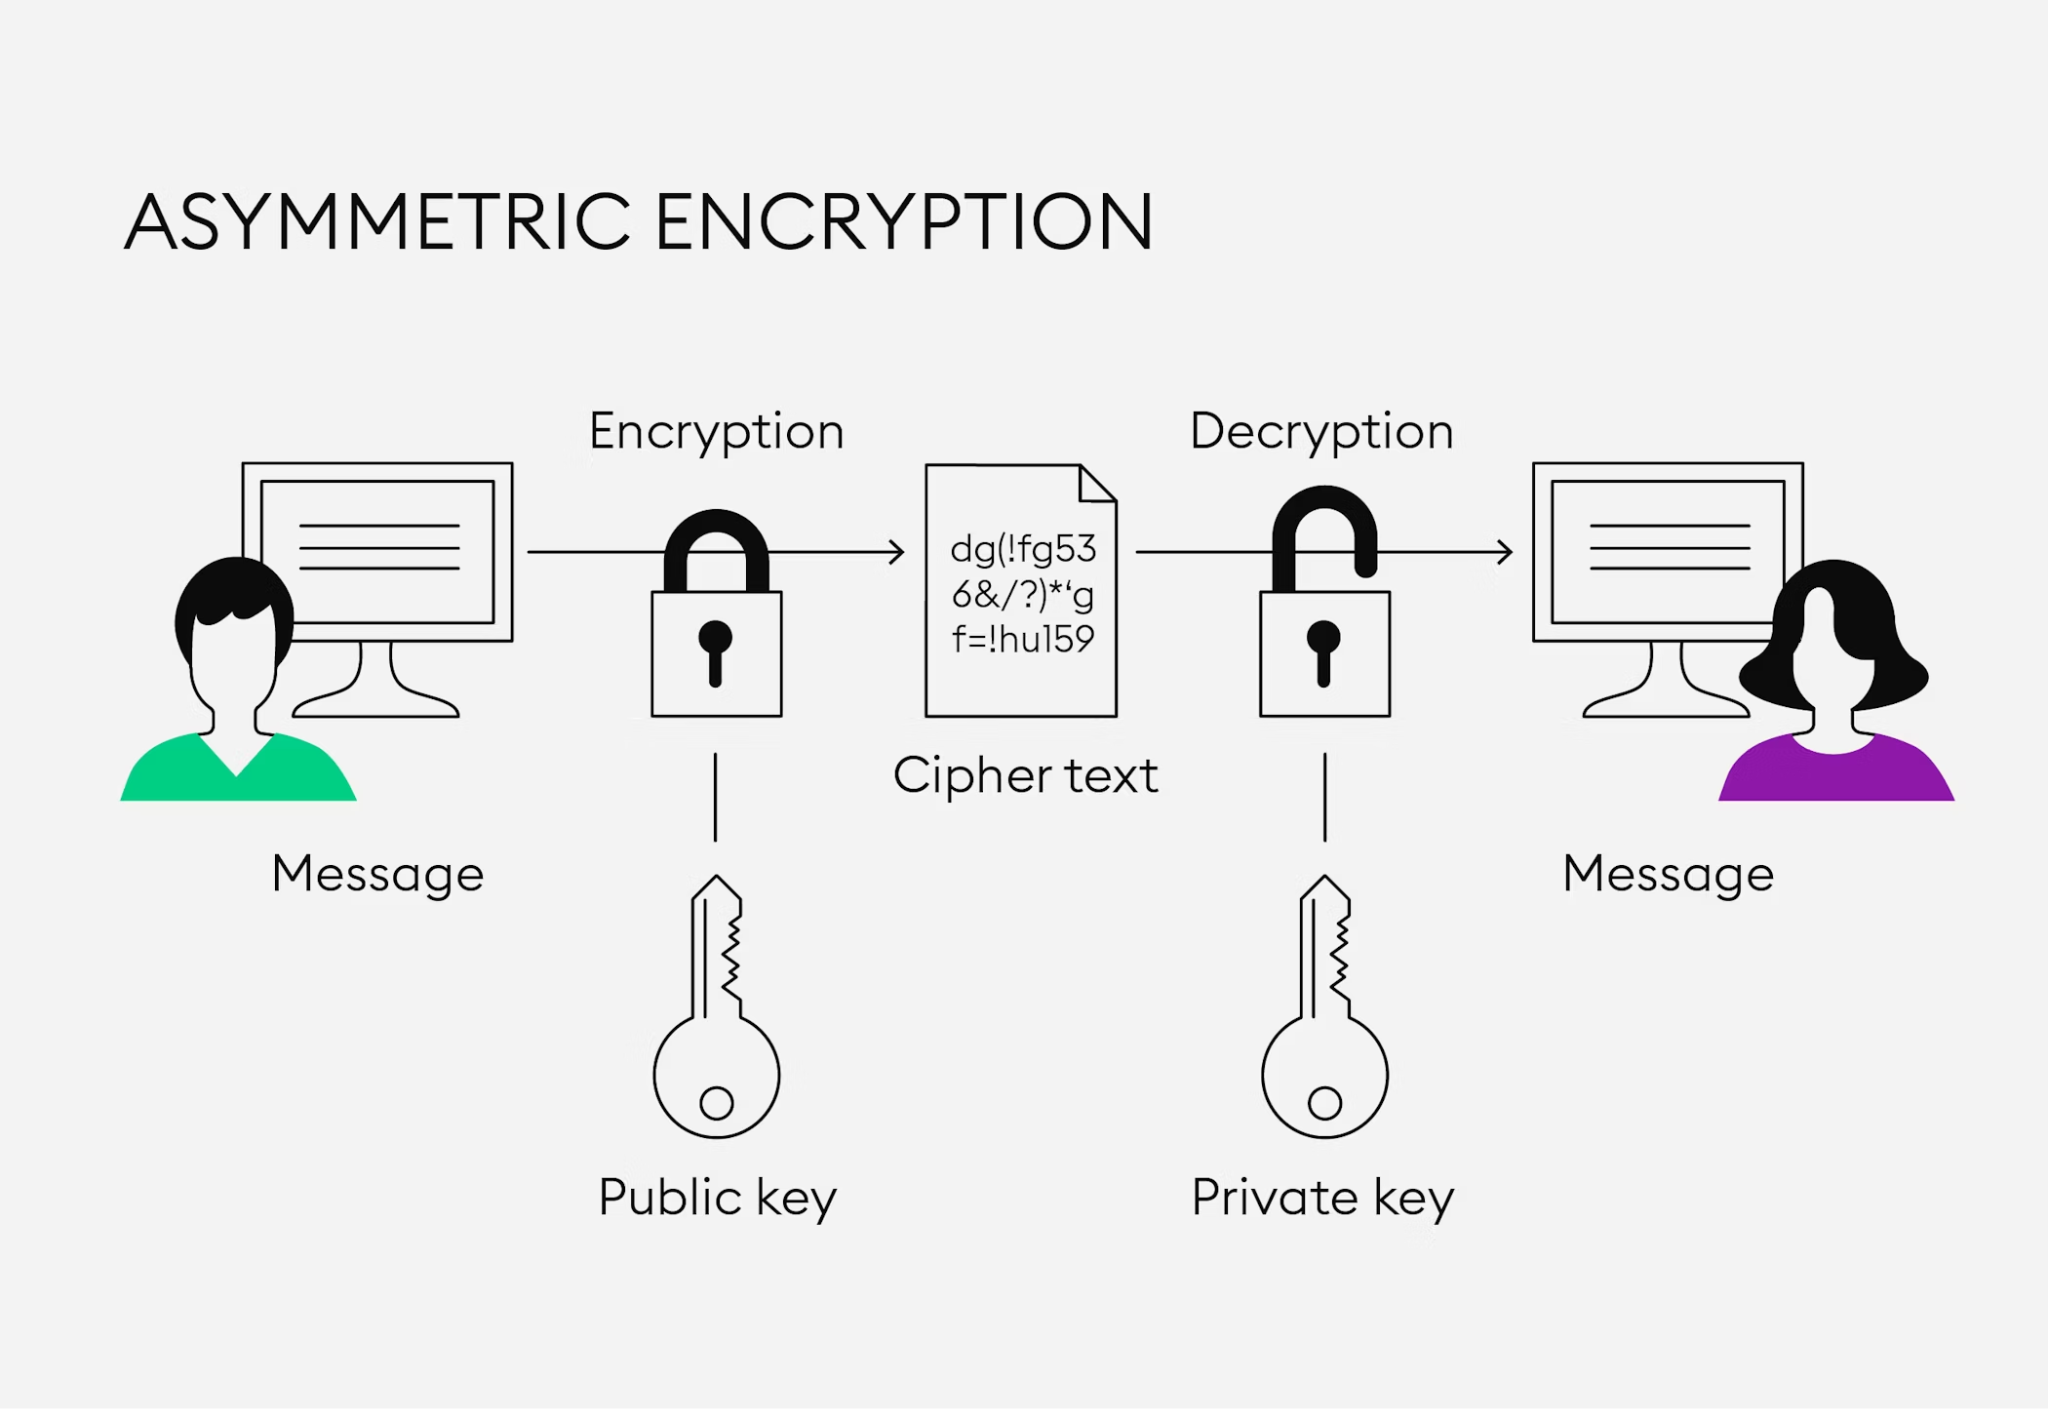 ASYMMETRIC ENCRYPTION
Encryption
Decryption
dg(!fg53
6&/?)*‘g
f=!hu159
Cipher text
Message
Message
Public key
Private key